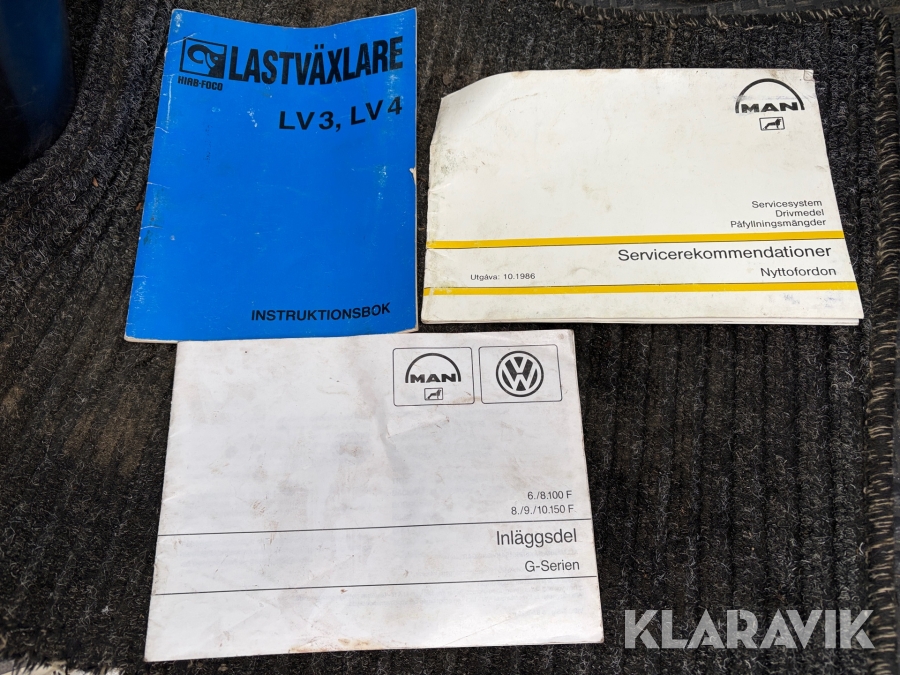 LASTVÄXLARE
HIAB-FOCO
LV3, LV4
INSTRUKTIONSBOK
MAN
Servicesystem
Drivmedel
Påfyllningsmängder
Servicerekommendationer
Utgåva: 10.1986
Nyttofordon
MAN
VW
6./8.100 F
8./9./10.150 F
Inläggsdel
G-Serien
KLARAVIK